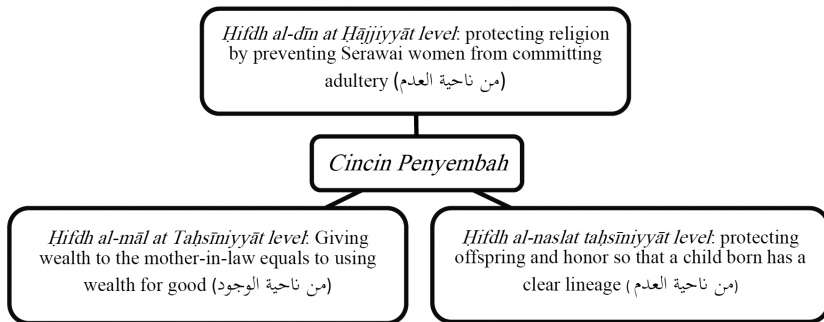 Ḥifdh al-dīn at Ḥājjiyyāt level: protecting religion
by preventing Serawai women from committing
adultery (من ناحية العدم)
Cincin Penyembah
Ḥifdh al-māl at Taḥsīniyyāt level: Giving
wealth to the mother-in-law equals to using
wealth for good (من ناحية الوجود)
Ḥifdh al-naslat taḥsīniyyāt level: protecting
offspring and honor so that a child born has a
clear lineage (من ناحية العدم)